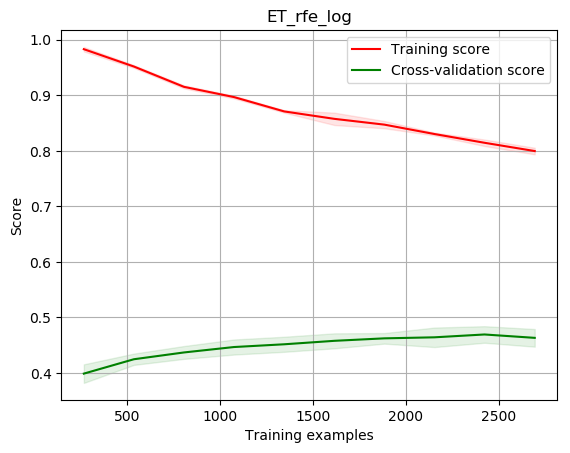 ET_rfe_log
Training score
Cross-validation score
1.0
0.9
0.8
0.7
0.6
0.5
0.4
Score
500
1000
1500
2000
2500
Training examples